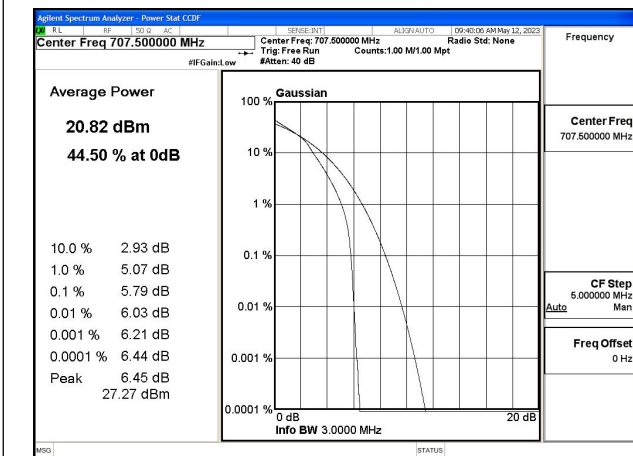 Agilent Spectrum Analyzer - Power Stat CCDF
LXI RL RF 50 Ω AC SENSE:INT ALIGN AUTO 09:40:06 AM May 12, 2023
Center Freq 707.500000 MHz
Center Freq: 707.500000 MHz Radio Std: None
Trig: Free Run Counts:1.00 M/1.00 Mpt
#IFGain:Low #Atten: 40 dB
Frequency
Average Power
20.82 dBm
44.50 % at 0dB
10.0 % 2.93 dB
1.0 % 5.07 dB
0.1 % 5.79 dB
0.01 % 6.03 dB
0.001 % 6.21 dB
0.0001 % 6.44 dB
Peak 6.45 dB
27.27 dBm
Gaussian
100 %
10 %
1 %
0.1 %
0.01 %
0.001 %
0.0001 %
0 dB 20 dB
Info BW 3.0000 MHz
Center Freq
707.500000 MHz
CF Step
5.000000 MHz
Auto Man
Freq Offset
0 Hz
MSG STATUS